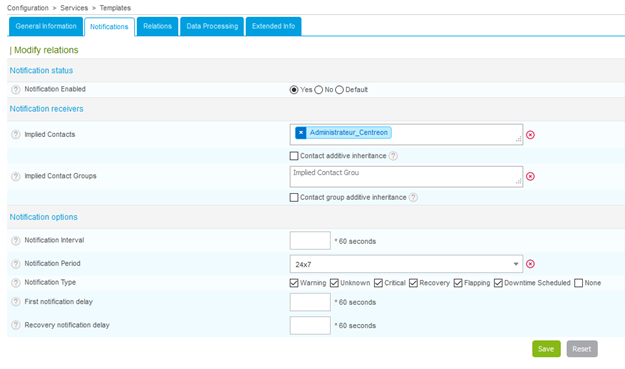 Configuration > Services > Templates
General Information Notifications Relations Data Processing Extended Info
| Modify relations
Notification status
? Notification Enabled Yes No Default
Notification receivers
? Implied Contacts × Administrateur_Centreon
Contact additive inheritance ?
? Implied Contact Groups Implied Contact Grou
Contact group additive inheritance ?
Notification options
? Notification Interval * 60 seconds
? Notification Period 24x7
? Notification Type Warning Unknown Critical Recovery Flapping Downtime Scheduled None
? First notification delay * 60 seconds
? Recovery notification delay * 60 seconds
Save Reset